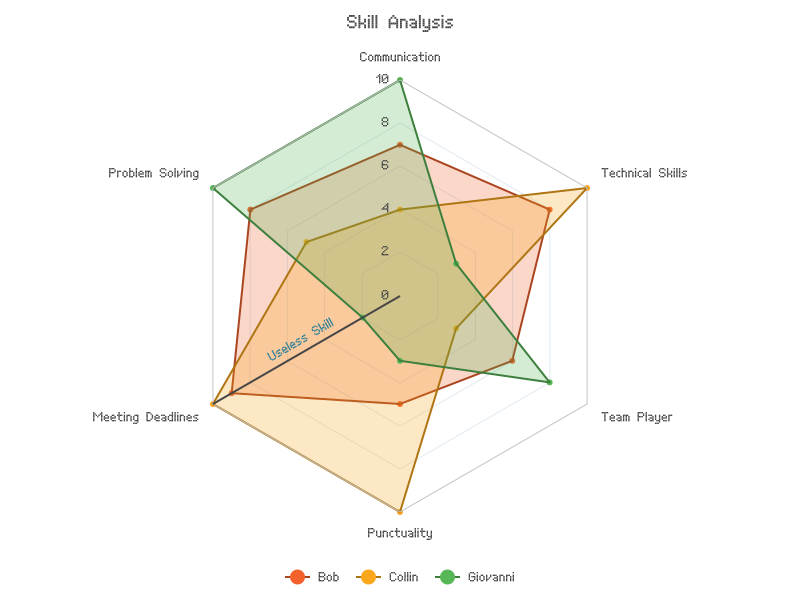 Skill Analysis
Communication
10
8
6
4
2
0
Problem Solving
Technical Skills
Useless Skill
Meeting Deadlines
Team Player
Punctuality
Bob
Collin
Giovanni